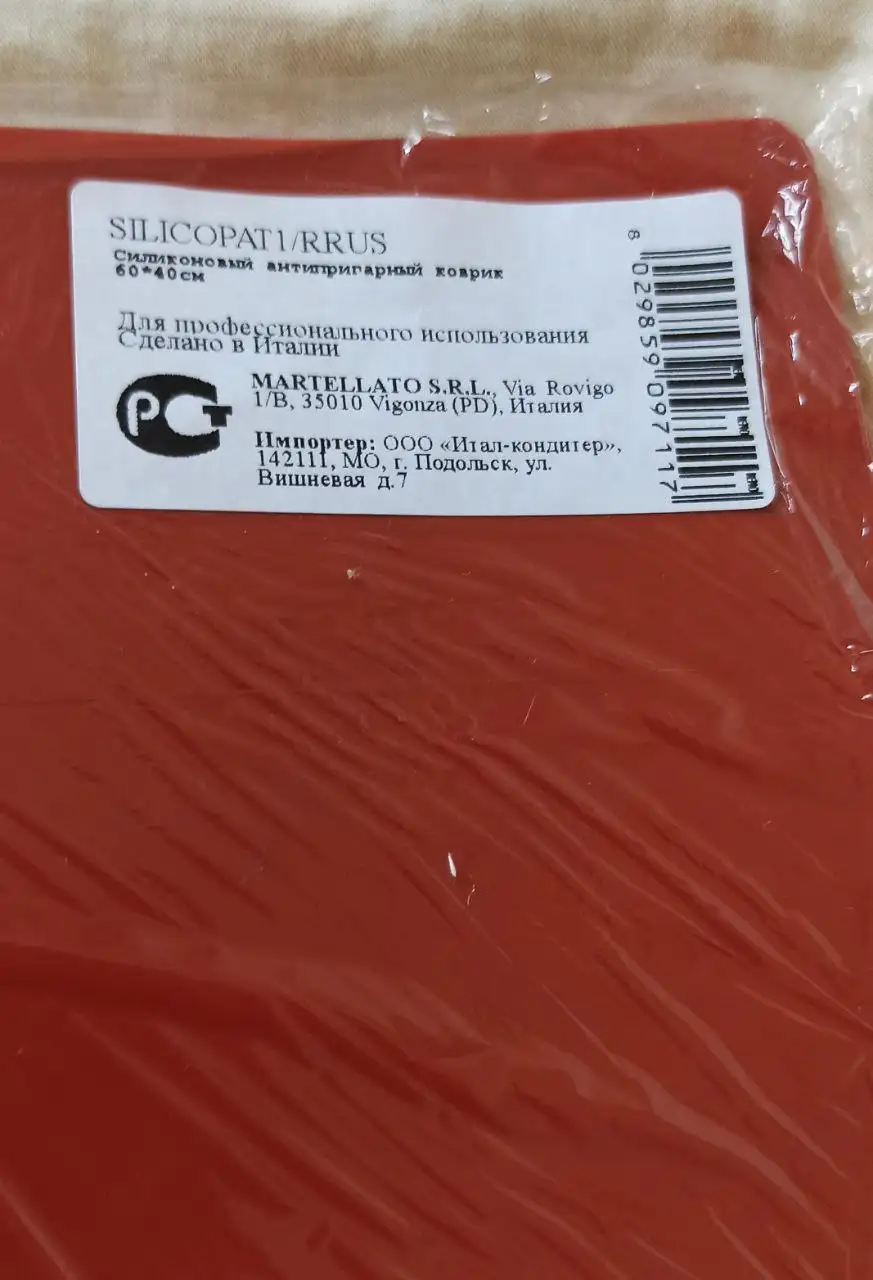 SILICOPAT1/RRUS
Силиконовый антипригарный коврик
60*40см
Для профессионального использования
Сделано в Италии
РСТ
MARTELLATO S.R.L., Via Rovigo
1/B, 35010 Vigonza (PD), Италия
Импортер: ООО «Итал-кондитер»,
142111, МО, г. Подольск, ул.
Вишневая д.7
8 029859 097117